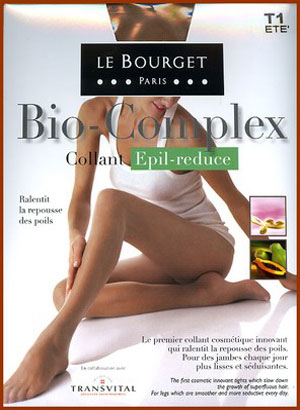 T1
ETE'
LE BOURGET
PARIS
Bio-Complex
Collant Epil-reduce
Ralentit
la repousse
des poils
Le premier collant cosmétique innovant
qui ralentit la repousse des poils.
Pour des jambes chaque jour
plus lisses et séduisantes.
En collaboration avec
TRANSVITAL
The first cosmetic innovant tights which slow down
the growth of superfluous hair.
For legs which are smoother and more seductive every day.